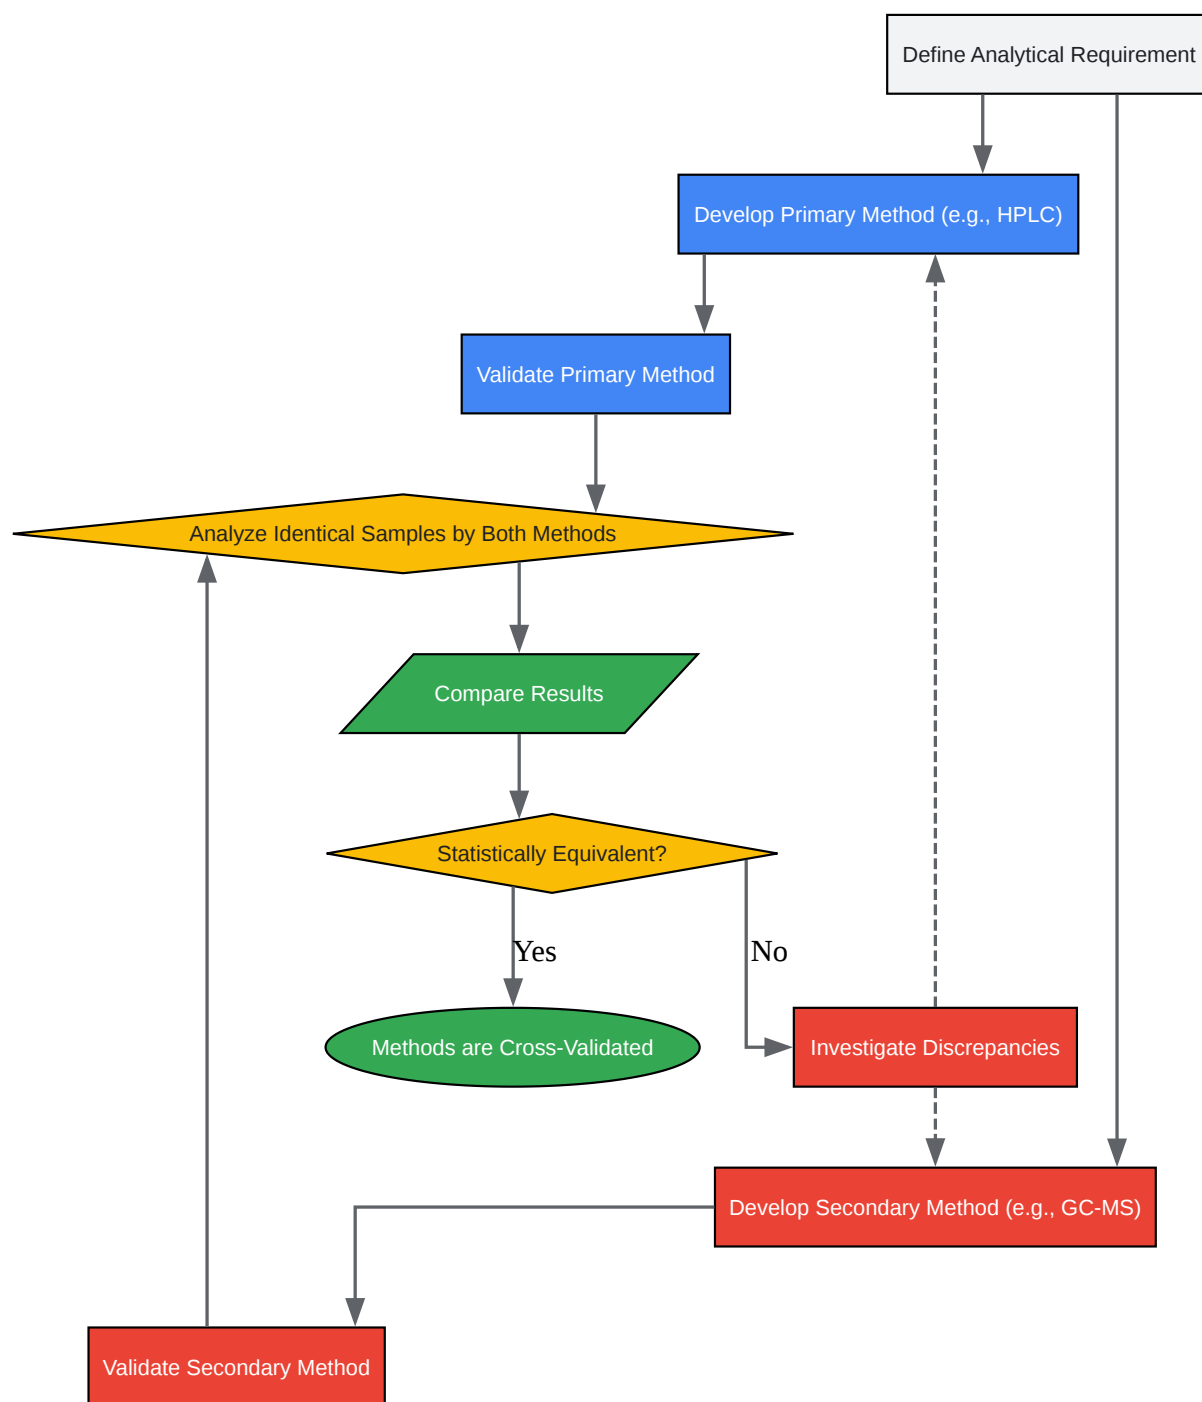 Define Analytical Requirement
Develop Primary Method (e.g., HPLC)
Validate Primary Method
Analyze Identical Samples by Both Methods
Compare Results
Statistically Equivalent?
Yes
No
Methods are Cross-Validated
Investigate Discrepancies
Develop Secondary Method (e.g., GC-MS)
Validate Secondary Method